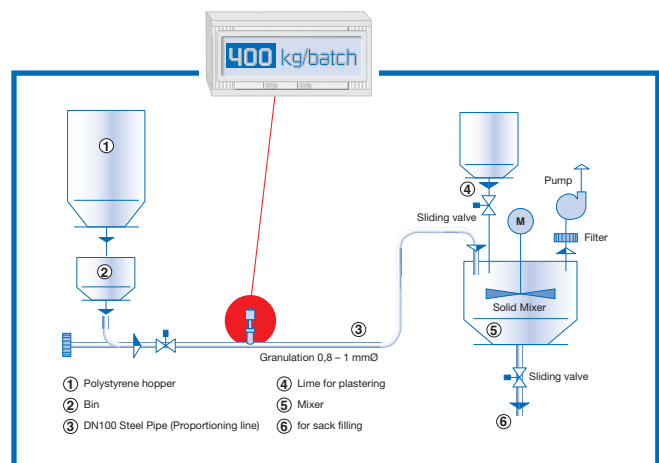 400 kg/batch
1
2
4
Sliding valve
M
Pump
Filter
Solid Mixer
5
3
Granulation 0,8 – 1 mmØ
Sliding valve
6
1 Polystyrene hopper
2 Bin
3 DN100 Steel Pipe (Proportioning line)
4 Lime for plastering
5 Mixer
6 for sack filling